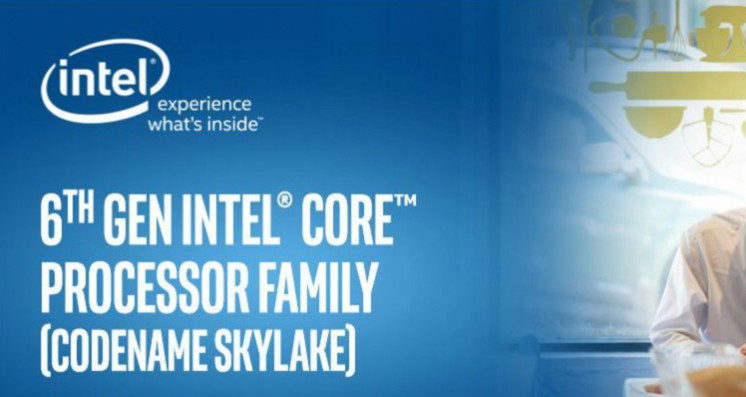 intel®
experience
what's inside™
6TH GEN INTEL® CORE™
PROCESSOR FAMILY
(CODENAME SKYLAKE)